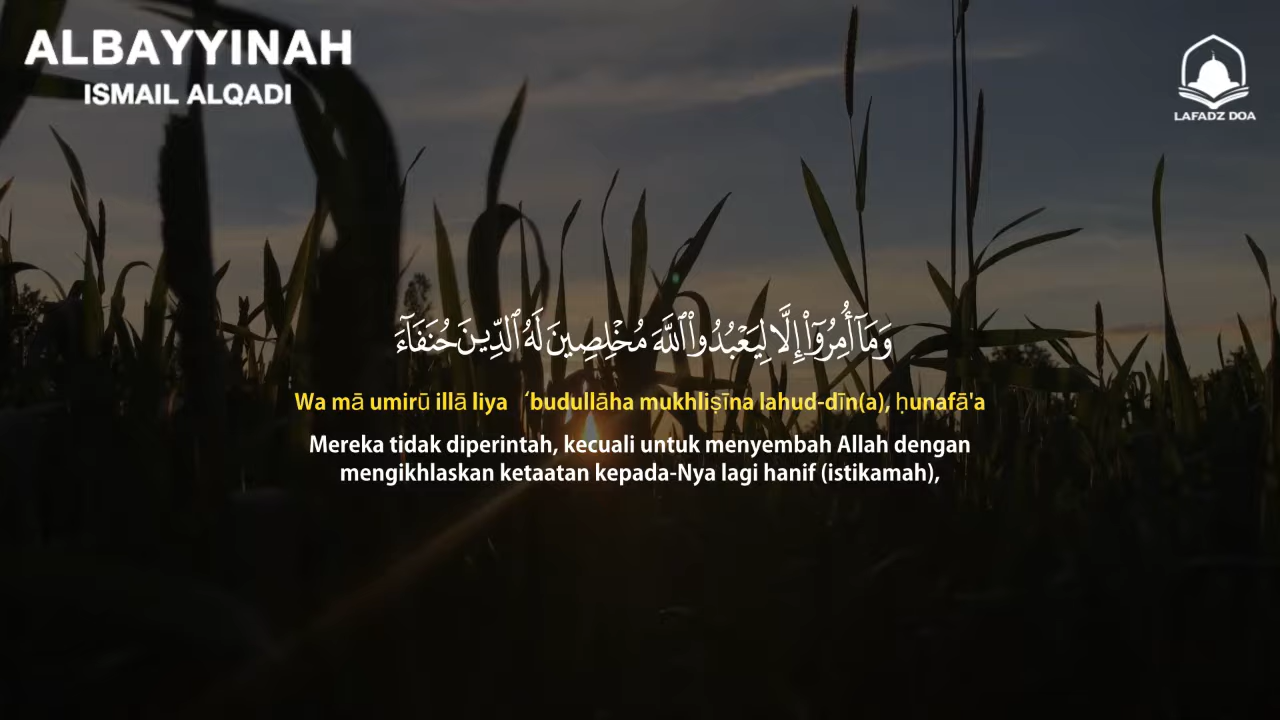 ALBAYYINAH
ISMAIL ALQADI
LAFADZ DOA
وَمَآ أُمِرُوٓا۟ إِلَّا لِيَعْبُدُوا۟ ٱللَّهَ مُخْلِصِينَ لَهُ ٱلدِّينَ حُنَفَآءَ
Wa mā umirū illā liya ‘budullāha mukhliṣīna lahud-dīn(a), ḥunafā'a
Mereka tidak diperintah, kecuali untuk menyembah Allah dengan
mengikhlaskan ketaatan kepada-Nya lagi hanif (istikamah),